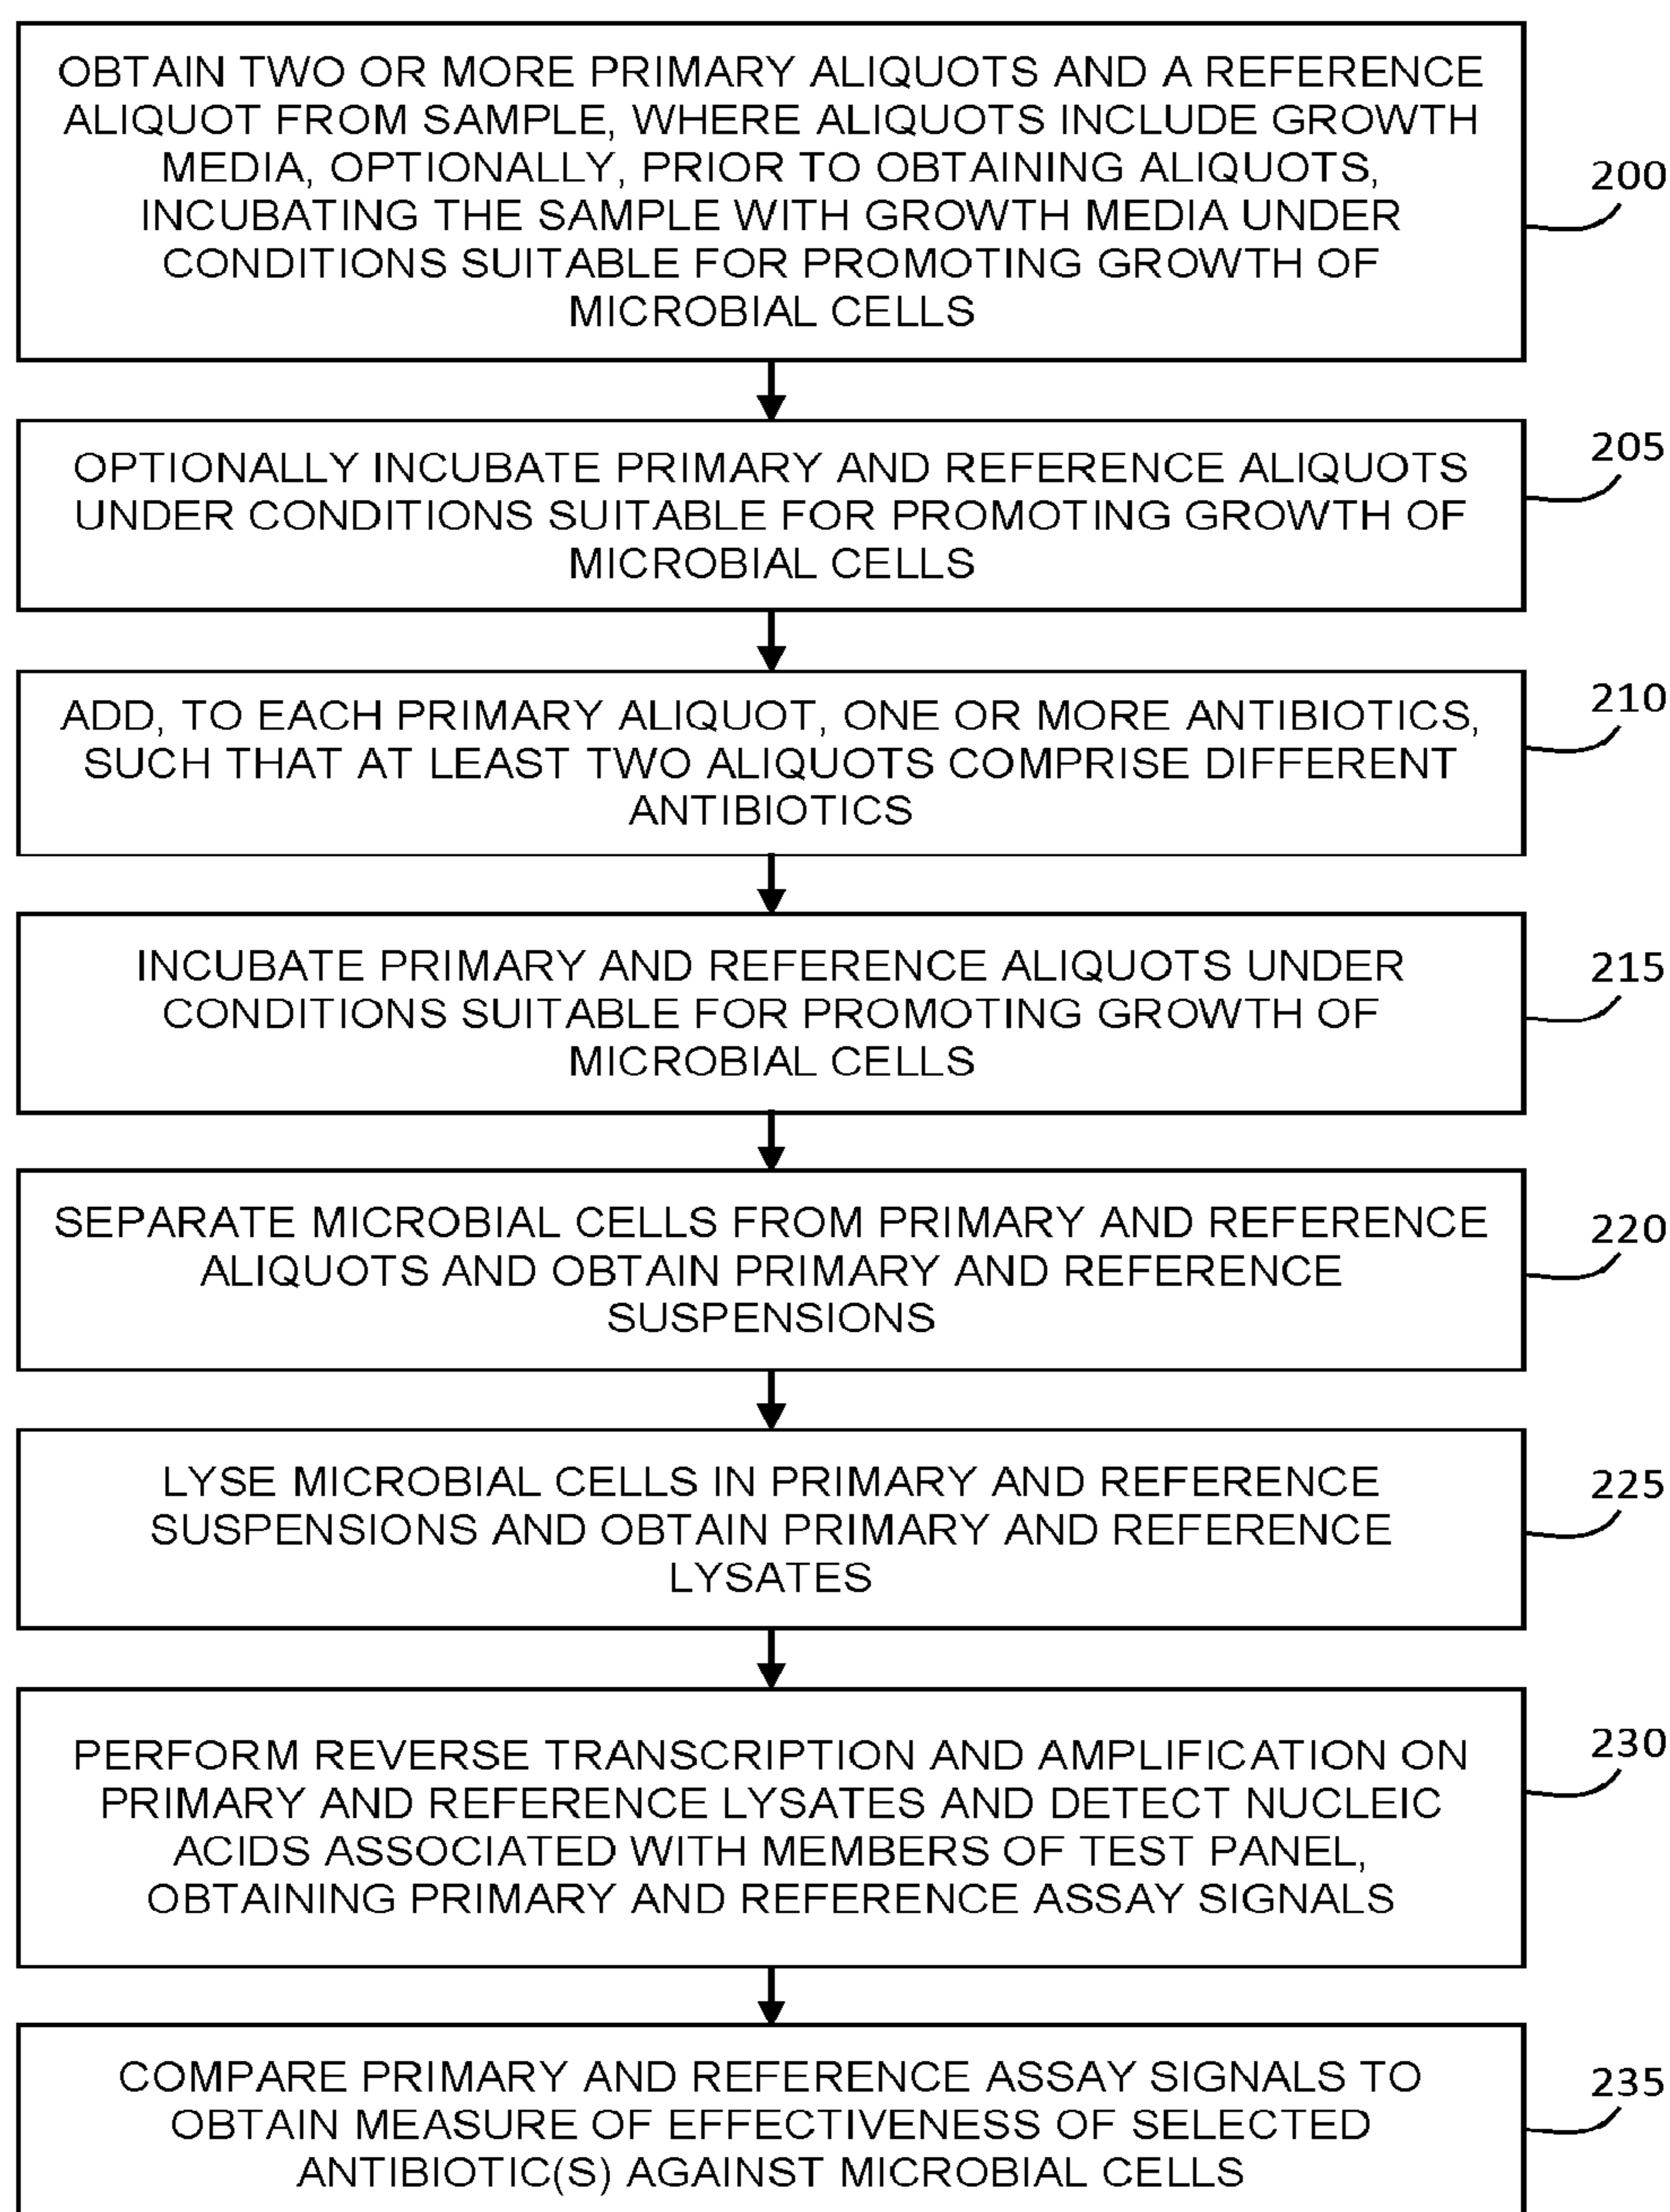 OBTAIN TWO OR MORE PRIMARY ALIQUOTS AND A REFERENCE
ALIQUOT FROM SAMPLE, WHERE ALIQUOTS INCLUDE GROWTH
MEDIA, OPTIONALLY, PRIOR TO OBTAINING ALIQUOTS,
INCUBATING THE SAMPLE WITH GROWTH MEDIA UNDER
CONDITIONS SUITABLE FOR PROMOTING GROWTH OF
MICROBIAL CELLS
200
OPTIONALLY INCUBATE PRIMARY AND REFERENCE ALIQUOTS
UNDER CONDITIONS SUITABLE FOR PROMOTING GROWTH OF
MICROBIAL CELLS
205
ADD, TO EACH PRIMARY ALIQUOT, ONE OR MORE ANTIBIOTICS,
SUCH THAT AT LEAST TWO ALIQUOTS COMPRISE DIFFERENT
ANTIBIOTICS
210
INCUBATE PRIMARY AND REFERENCE ALIQUOTS UNDER
CONDITIONS SUITABLE FOR PROMOTING GROWTH OF
MICROBIAL CELLS
215
SEPARATE MICROBIAL CELLS FROM PRIMARY AND REFERENCE
ALIQUOTS AND OBTAIN PRIMARY AND REFERENCE
SUSPENSIONS
220
LYSE MICROBIAL CELLS IN PRIMARY AND REFERENCE
SUSPENSIONS AND OBTAIN PRIMARY AND REFERENCE
LYSATES
225
PERFORM REVERSE TRANSCRIPTION AND AMPLIFICATION ON
PRIMARY AND REFERENCE LYSATES AND DETECT NUCLEIC
ACIDS ASSOCIATED WITH MEMBERS OF TEST PANEL,
OBTAINING PRIMARY AND REFERENCE ASSAY SIGNALS
230
COMPARE PRIMARY AND REFERENCE ASSAY SIGNALS TO
OBTAIN MEASURE OF EFFECTIVENESS OF SELECTED
ANTIBIOTIC(S) AGAINST MICROBIAL CELLS
235